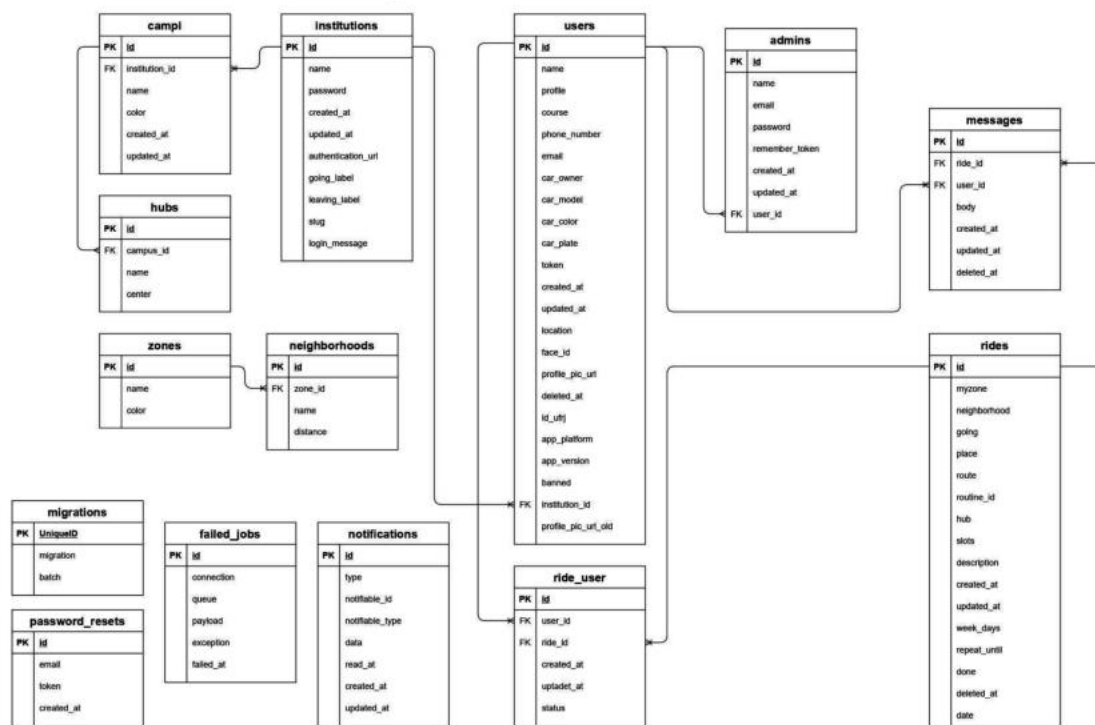 campi
PK id
FK institution_id
name
color
created_at
updated_at
institutions
PK id
name
password
created_at
updated_at
authentication_url
going_label
leaving_label
slug
login_message
users
PK id
name
profile
course
phone_number
email
car_owner
car_model
car_color
car_plate
token
created_at
updated_at
location
face_id
profile_pic_url
deleted_at
id_ufrj
app_platform
app_version
banned
FK institution_id
profile_pic_url_old
admins
PK id
name
email
password
remember_token
created_at
updated_at
FK user_id
messages
PK id
FK ride_id
FK user_id
body
created_at
updated_at
deleted_at
hubs
PK id
FK campus_id
name
center
zones
PK id
name
color
neighborhoods
PK id
FK zone_id
name
distance
rides
PK id
myzone
neighborhood
going
place
route
routine_id
hub
slots
description
created_at
updated_at
week_days
repeat_until
done
deleted_at
date
migrations
PK UniqueID
migration
batch
failed_jobs
PK id
connection
queue
payload
exception
failed_at
notifications
PK id
type
notifiable_id
notifiable_type
data
read_at
created_at
updated_at
ride_user
PK id
FK user_id
FK ride_id
created_at
uptadet_at
status
password_resets
PK id
email
token
created_at